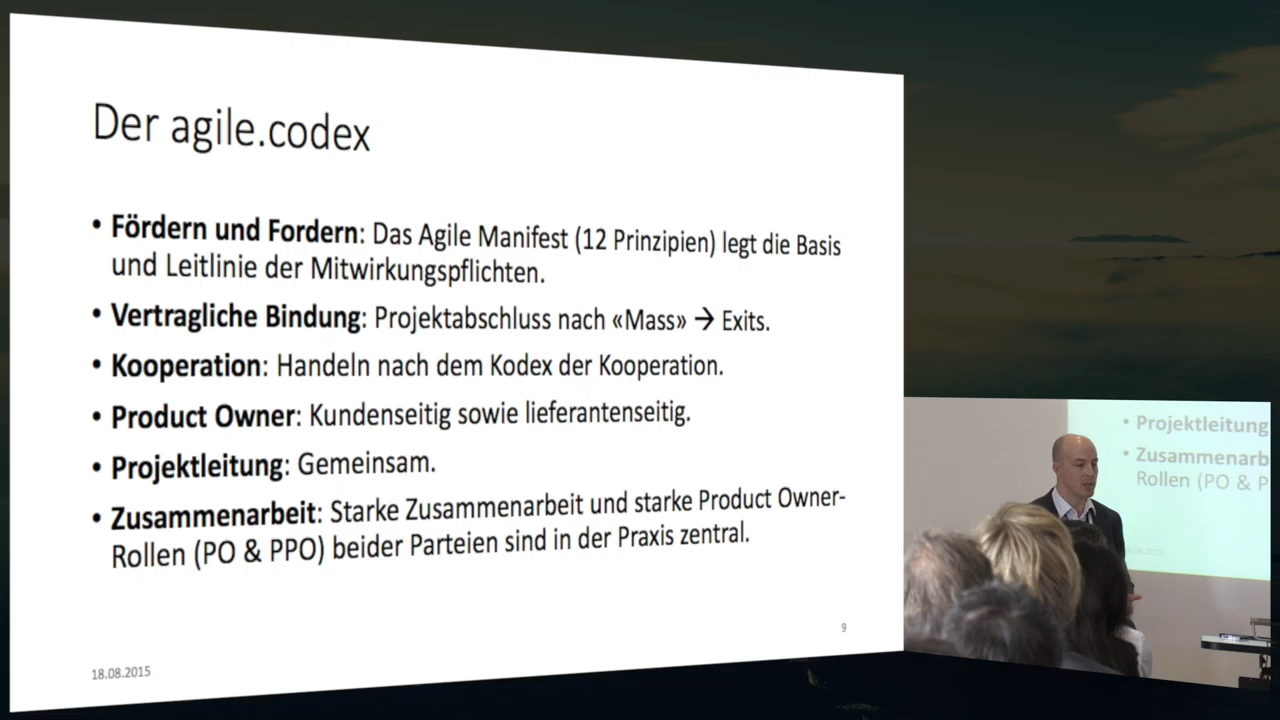 Der agile.codex
• Fördern und Fordern: Das Agile Manifest (12 Prinzipien) legt die Basis
und Leitlinie der Mitwirkungspflichten.
• Vertragliche Bindung: Projektabschluss nach «Mass» → Exits.
• Kooperation: Handeln nach dem Kodex der Kooperation.
• Product Owner: Kundenseitig sowie lieferantenseitig.
• Projektleitung: Gemeinsam.
• Zusammenarbeit: Starke Zusammenarbeit und starke Product Owner-
Rollen (PO & PPO) beider Parteien sind in der Praxis zentral.
9
18.08.2015
• Projektleitung
• Zusammenarb
Rollen (PO & P